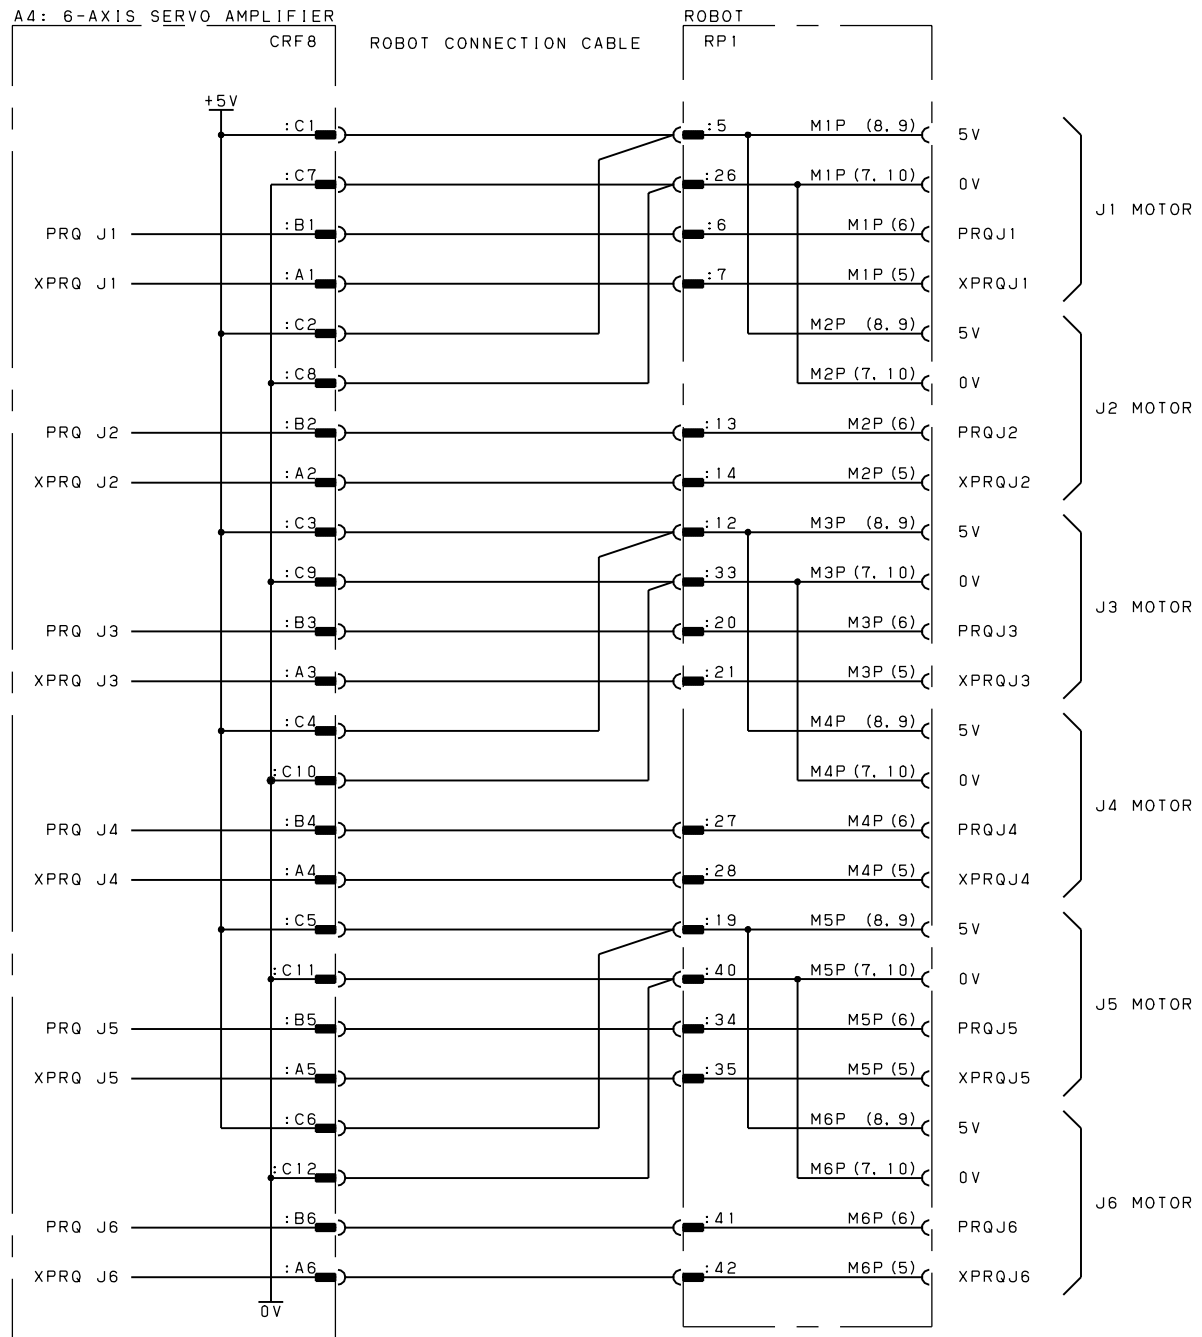 A4: 6-AXIS SERVO AMPLIFIER ROBOT
CRF8 ROBOT CONNECTION CABLE RP1
+5V
:C1 :5 M1P (8, 9) 5V
:C7 :26 M1P (7, 10) 0V
J1 MOTOR
PRQ J1 :B1 :6 M1P (6) PRQJ1
XPRQ J1 :A1 :7 M1P (5) XPRQJ1
:C2 M2P (8, 9) 5V
:C8 M2P (7, 10) 0V
J2 MOTOR
PRQ J2 :B2 :13 M2P (6) PRQJ2
XPRQ J2 :A2 :14 M2P (5) XPRQJ2
:C3 :12 M3P (8, 9) 5V
:C9 :33 M3P (7, 10) 0V
J3 MOTOR
PRQ J3 :B3 :20 M3P (6) PRQJ3
XPRQ J3 :A3 :21 M3P (5) XPRQJ3
:C4 M4P (8, 9) 5V
:C10 M4P (7, 10) 0V
J4 MOTOR
PRQ J4 :B4 :27 M4P (6) PRQJ4
XPRQ J4 :A4 :28 M4P (5) XPRQJ4
:C5 :19 M5P (8, 9) 5V
:C11 :40 M5P (7, 10) 0V
J5 MOTOR
PRQ J5 :B5 :34 M5P (6) PRQJ5
XPRQ J5 :A5 :35 M5P (5) XPRQJ5
:C6 M6P (8, 9) 5V
:C12 M6P (7, 10) 0V
J6 MOTOR
PRQ J6 :B6 :41 M6P (6) PRQJ6
XPRQ J6 :A6 :42 M6P (5) XPRQJ6
0V